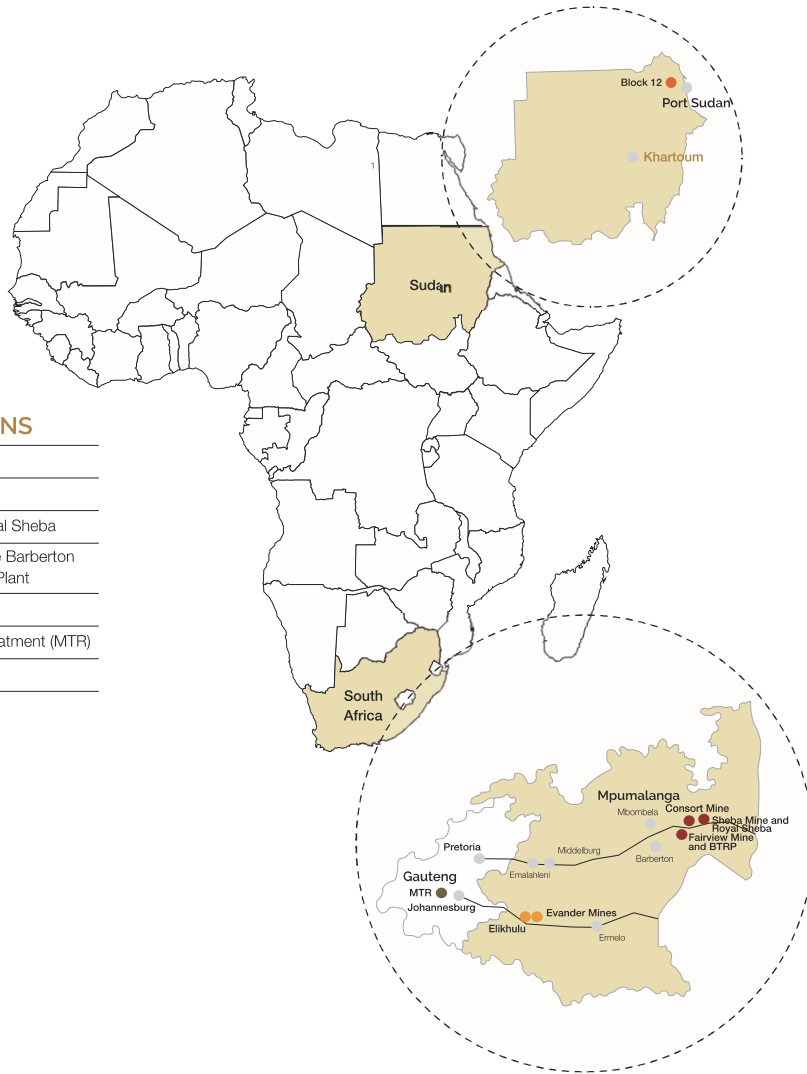 Block 12
Port Sudan
Khartoum
1
Sudan
NS
al Sheba
e Barberton
Plant
atment (MTR)
South
Africa
Mpumalanga
Consort Mine
Mbombela
Sheba Mine and
Royal Sheba
Fairview Mine
and BTRP
Pretoria
Middelburg
Barberton
Emalahleni
Gauteng
MTR
Johannesburg
Evander Mines
Elikhulu
Ermelo